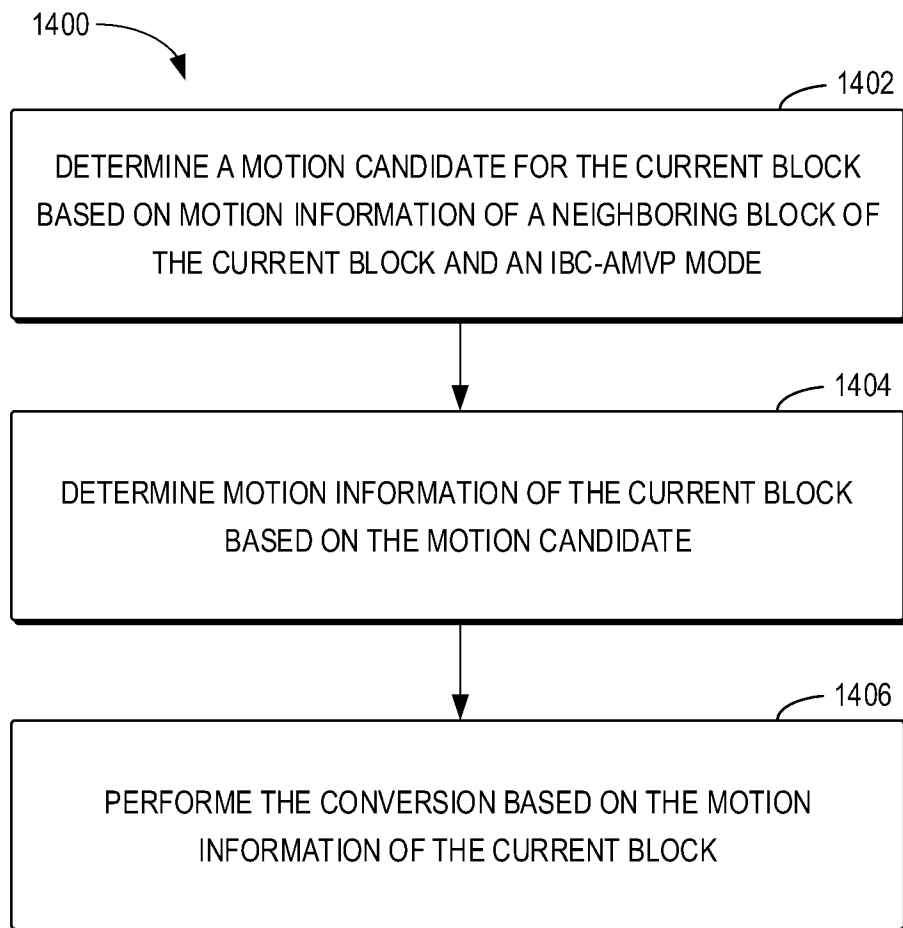 1400
1402
DETERMINE A MOTION CANDIDATE FOR THE CURRENT BLOCK
BASED ON MOTION INFORMATION OF A NEIGHBORING BLOCK OF
THE CURRENT BLOCK AND AN IBC-AMVP MODE
1404
DETERMINE MOTION INFORMATION OF THE CURRENT BLOCK
BASED ON THE MOTION CANDIDATE
1406
PERFORME THE CONVERSION BASED ON THE MOTION
INFORMATION OF THE CURRENT BLOCK